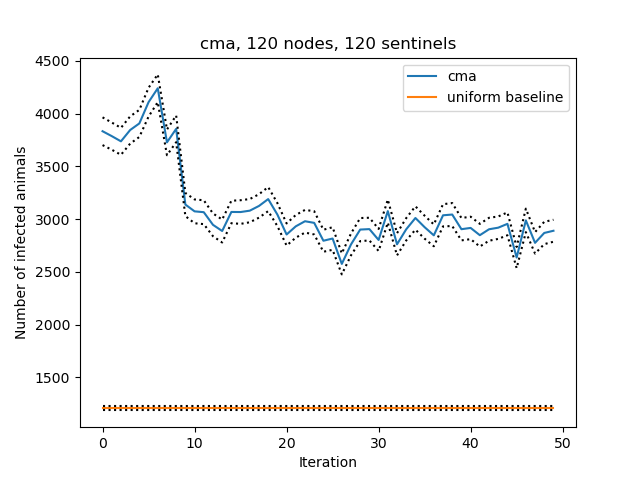 cma, 120 nodes, 120 sentinels
cma
uniform baseline
Number of infected animals
4500
4000
3500
3000
2500
2000
1500
0 10 20 30 40 50
Iteration